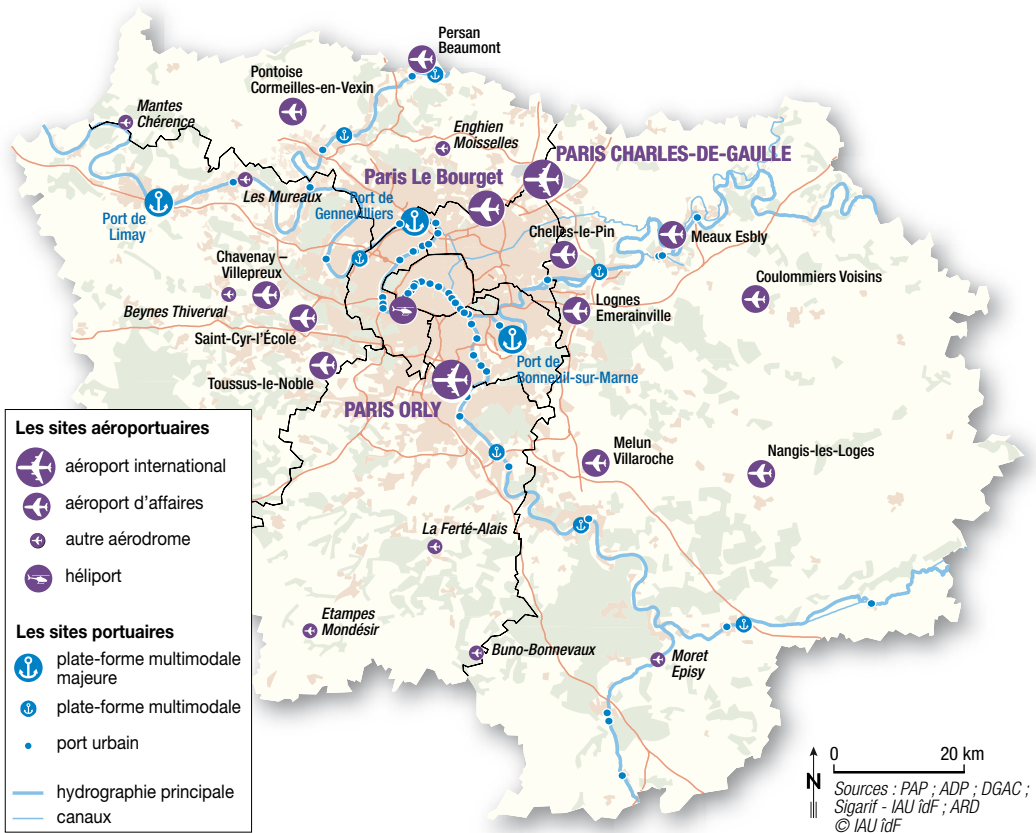 Persan
Beaumont
Pontoise
Cormeilles-en-Vexin
Mantes
Chérence
Enghien
Moisselles
PARIS CHARLES-DE-GAULLE
Paris Le Bourget
Les Mureaux
Port de
Gennevilliers
Port de
Limay
Chelles-le-Pin
Meaux Esbly
Chavenay –
Villepreux
Coulommiers Voisins
Beynes Thiverval
Lognes
Emerainville
Saint-Cyr-l'École
Port de
Bonneuil-sur-Marne
Toussus-le-Noble
PARIS ORLY
Melun
Villaroche
Nangis-les-Loges
La Ferté-Alais
Etampes
Mondésir
Buno-Bonnevaux
Moret
Episy
Les sites aéroportuaires
aéroport international
aéroport d'affaires
autre aérodrome
héliport
Les sites portuaires
plate-forme multimodale
majeure
plate-forme multimodale
port urbain
hydrographie principale
canaux
0 20 km
N
Sources : PAP ; ADP ; DGAC ;
Sigarif - IAU îdF ; ARD
© IAU îdF